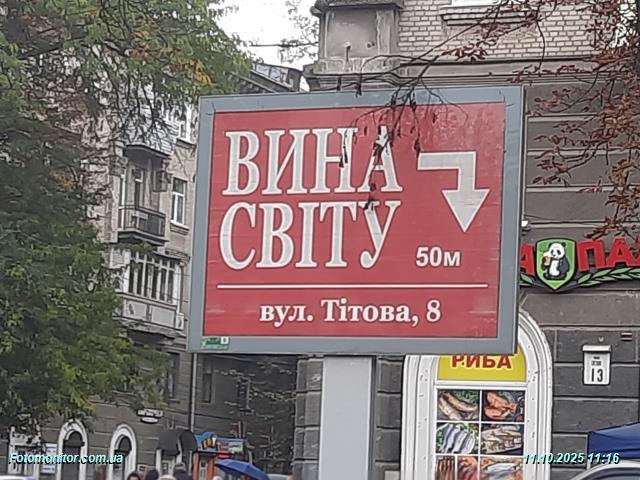 ВИНА
СВІТУ
50м
вул. Тітова, 8
РИБА
13
Fotomonitor.com.ua
11.10.2025 11:16